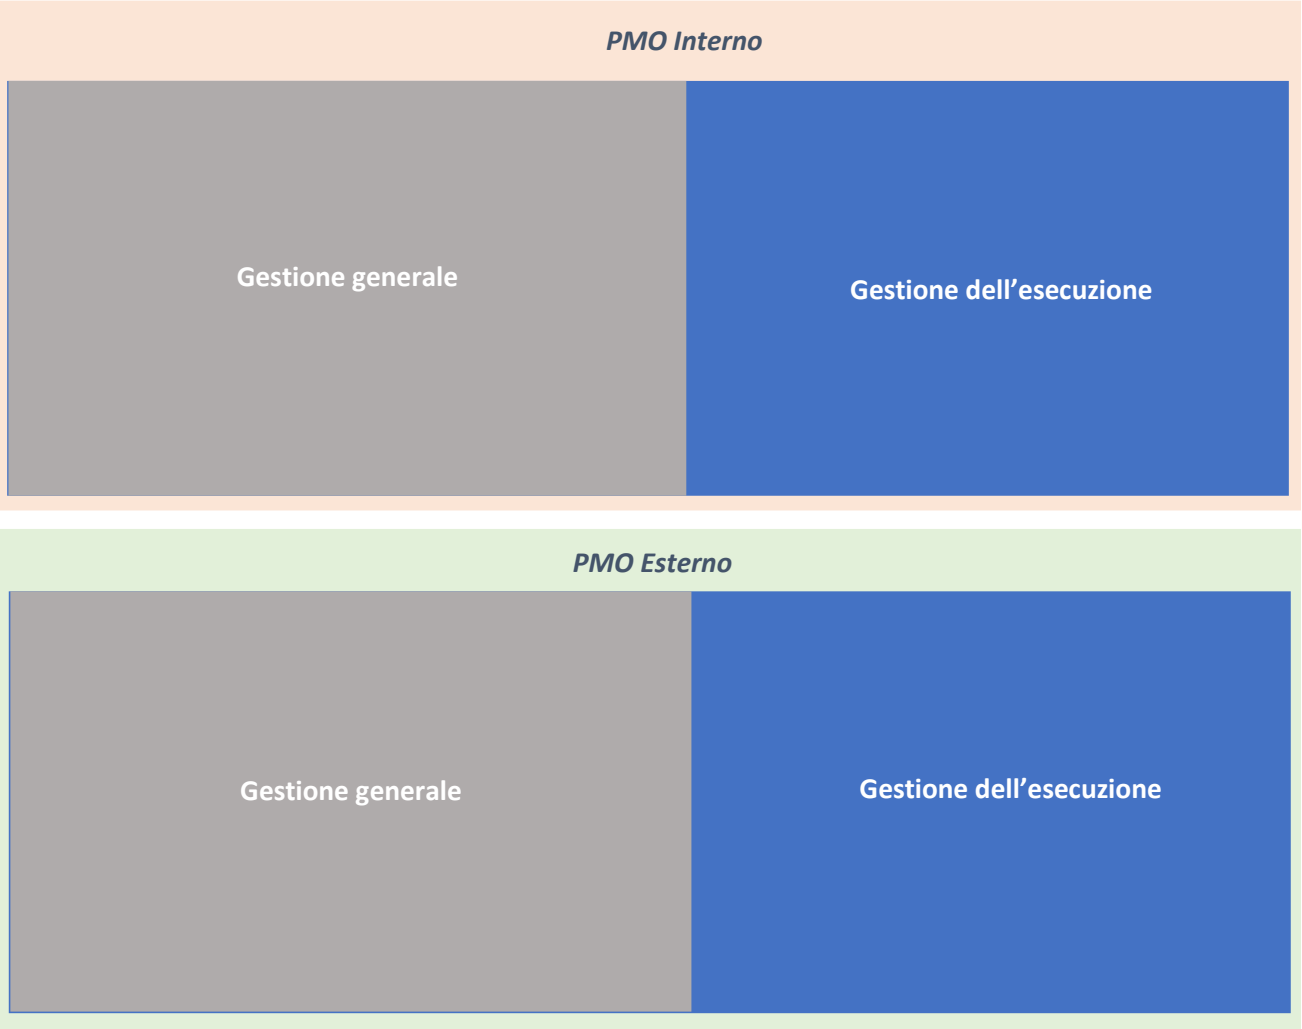 PMO Interno
Gestione generale
Gestione dell’esecuzione
PMO Esterno
Gestione generale
Gestione dell’esecuzione